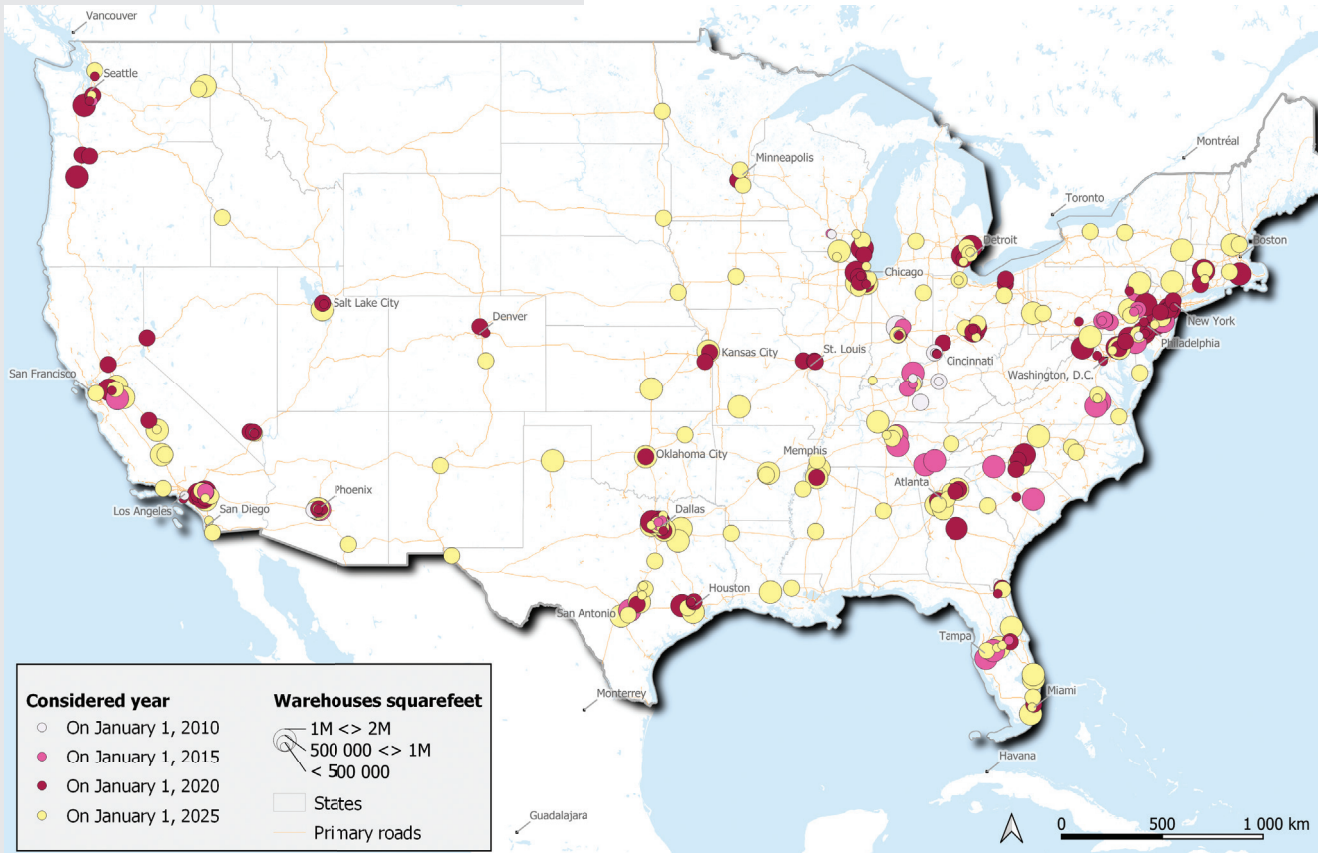 Vancouver
Seattle
Montréal
Minneapolis
Toronto
Boston
Detroit
Chicago
Salt Lake City
Denver
New York
Philadelphia
Kansas City
St. Louis
Cincinnati
San Francisco
Washington, D.C.
Memphis
Oklahoma City
Atlanta
Phoenix
Los Angeles
San Diego
Dallas
Houston
San Antonio
Tampa
Miami
Monterrey
Havana
Guadalajara
Considered year
On January 1, 2010
On January 1, 2015
On January 1, 2020
On January 1, 2025
Warehouses squarefeet
1M <> 2M
500 000 <> 1M
< 500 000
States
Primary roads
0 500 1 000 km